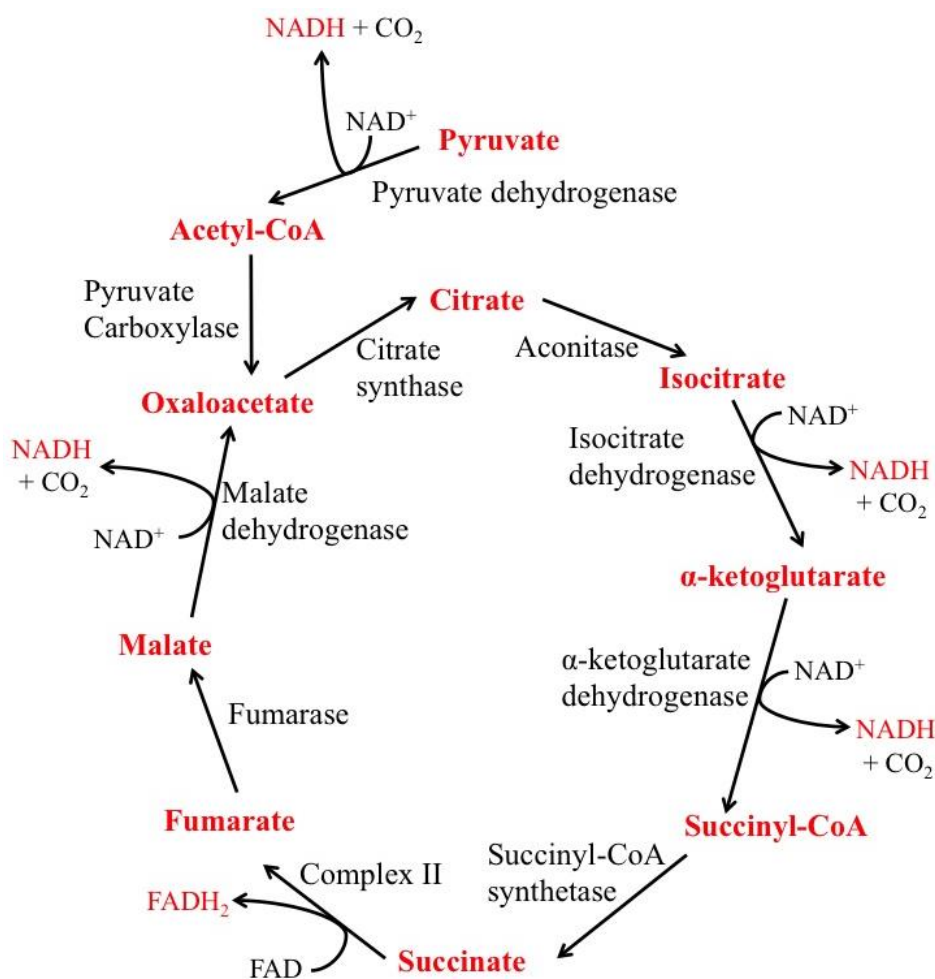 NADH + CO₂
NAD⁺
Pyruvate
Pyruvate dehydrogenase
Acetyl-CoA
Pyruvate
Carboxylase
Citrate
Citrate
synthase
Aconitase
Isocitrate
Oxaloacetate
NAD⁺
Isocitrate
dehydrogenase
NADH
+ CO₂
NADH
+ CO₂
Malate
dehydrogenase
NAD⁺
α-ketoglutarate
Malate
α-ketoglutarate
dehydrogenase
NAD⁺
NADH
+ CO₂
Fumarase
Fumarate
Succinyl-CoA
Succinyl-CoA
synthetase
Complex II
FADH₂
FAD
Succinate